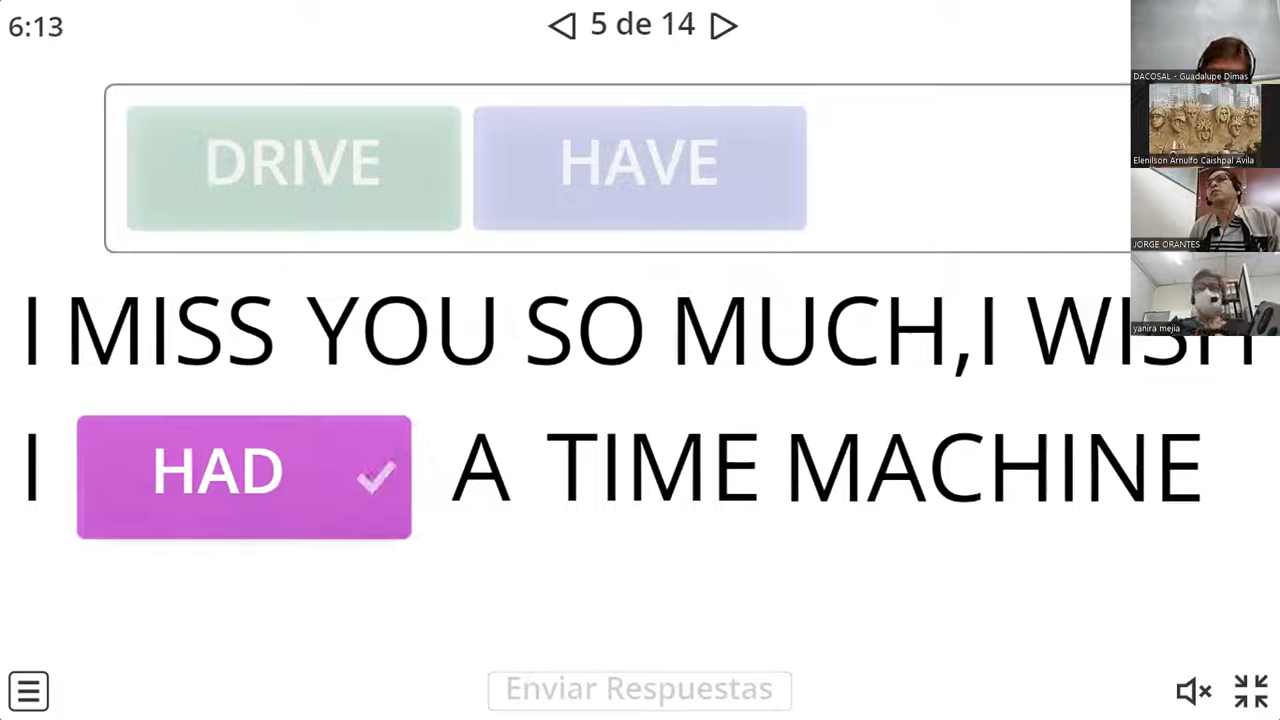 6:13
5 de 14
DACOSAL - Guadalupe Dimas
DRIVE
HAVE
Elenilson Arnulfo Caishpal Avila
JORGE ORANTES
yanira mejia
I MISS YOU SO MUCH,I WISH
I HAD A TIME MACHINE
Enviar Respuestas